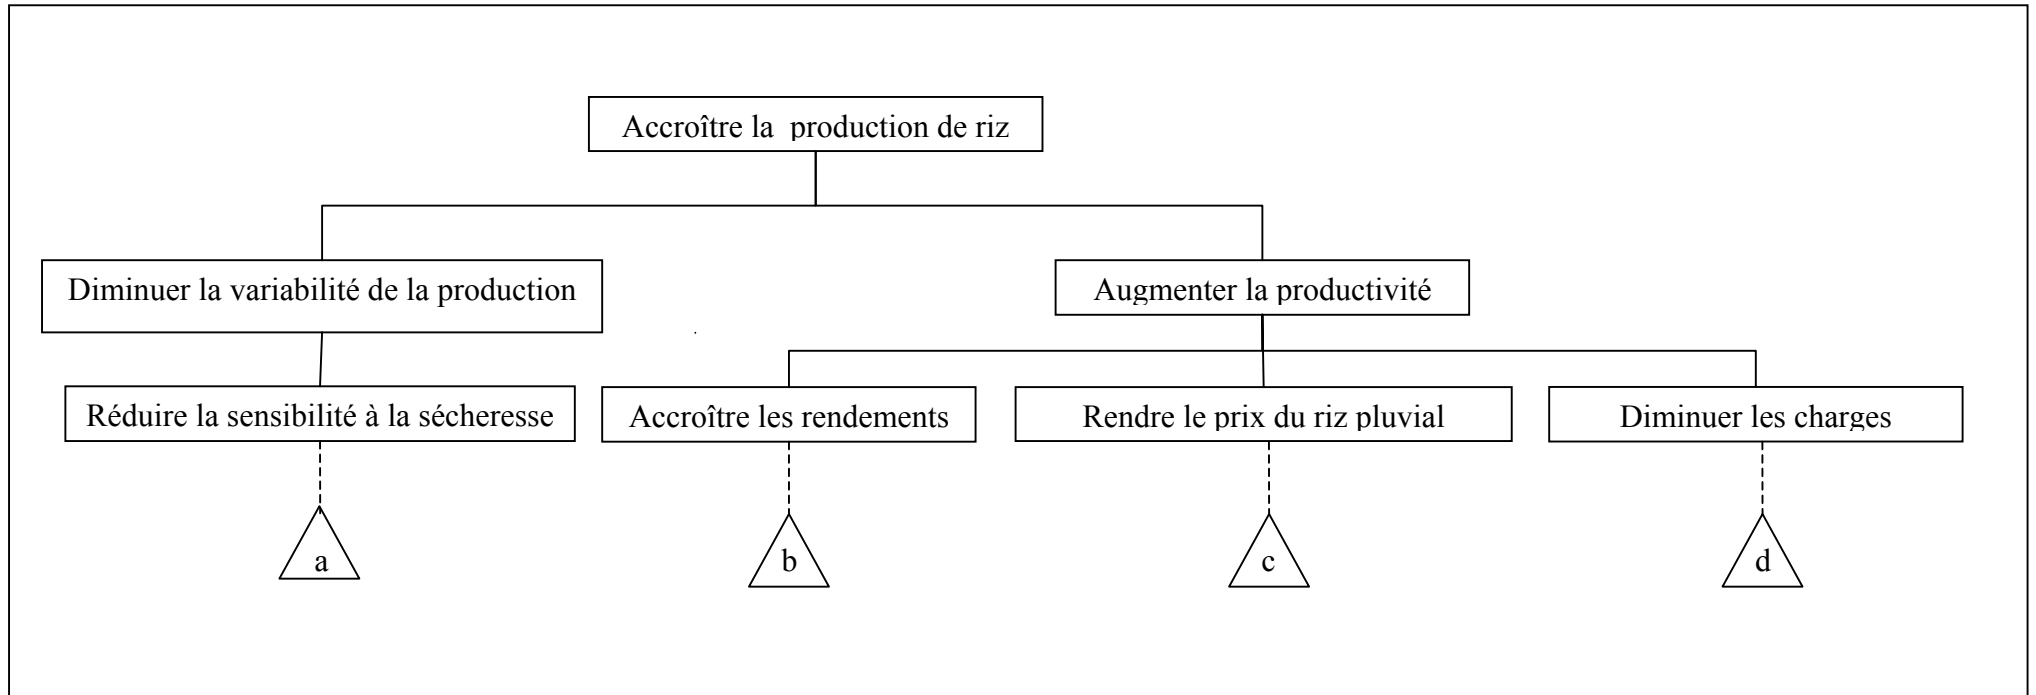 Accroître la production de riz
Diminuer la variabilité de la production
Augmenter la productivité
Réduire la sensibilité à la sécheresse
Accroître les rendements
Rendre le prix du riz pluvial
Diminuer les charges
a
b
c
d